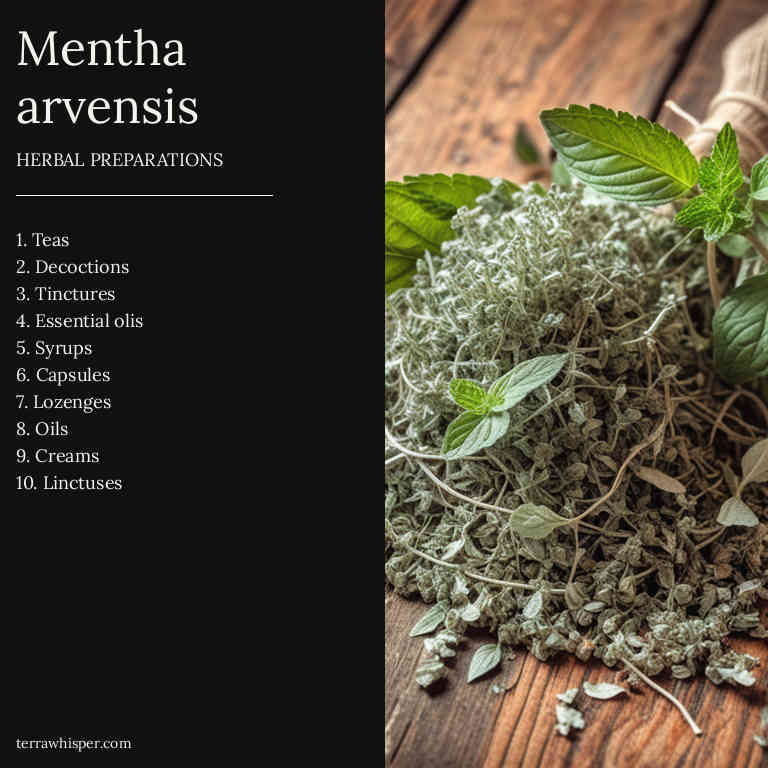 Mentha
arvensis
HERBAL PREPARATIONS
1. Teas
2. Decoctions
3. Tinctures
4. Essential olis
5. Syrups
6. Capsules
7. Lozenges
8. Oils
9. Creams
10. Linctuses
terrawhisper.com